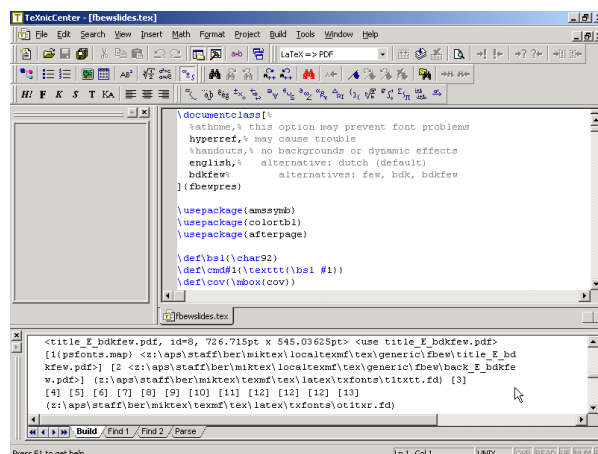 TeXnicCenter - [fbewslides.tex]
File Edit Search View Insert Math Format Project Build Tools Window Help
LaTeX => PDF
H! F K S T KA
\documentclass[%
%athome,% this option may prevent font problems
hyperref,% may cause trouble
%handouts,% no backgrounds or dynamic effects
english,% alternative: dutch (default)
bdkfew% alternatives: few, bdk, bdkfew
]{fbewpres}
\usepackage{amssymb}
\usepackage{colortbl}
\usepackage{afterpage}
\def\bsl{\char92}
\def\cmd#1{\texttt{\bsl #1}}
\def\cov{\mbox{cov}}
fbewslides.tex
<title_E_bdkfew.pdf, id=8, 726.715pt x 545.03625pt> <use title_E_bdkfew.pdf>
[1{psfonts.map} <z:\aps\staff\ber\miktex\localtexmf\tex\generic\fbew\title_E_bd
kfew.pdf>] [2 <z:\aps\staff\ber\miktex\localtexmf\tex\generic\fbew\back_E_bdkfe
w.pdf>] (z:\aps\staff\ber\miktex\texmf\tex\latex\txfonts\t1txtt.fd) [3]
[4] [5] [6] [7] [8] [9] [10] [11] [12] [12] [12] [13]
(z:\aps\staff\ber\miktex\texmf\tex\latex\txfonts\ot1txr.fd)
Build Find 1 Find 2 Parse
Press F1 to get help Ln 1, Col 1 UNIX OVR READ LF NUM